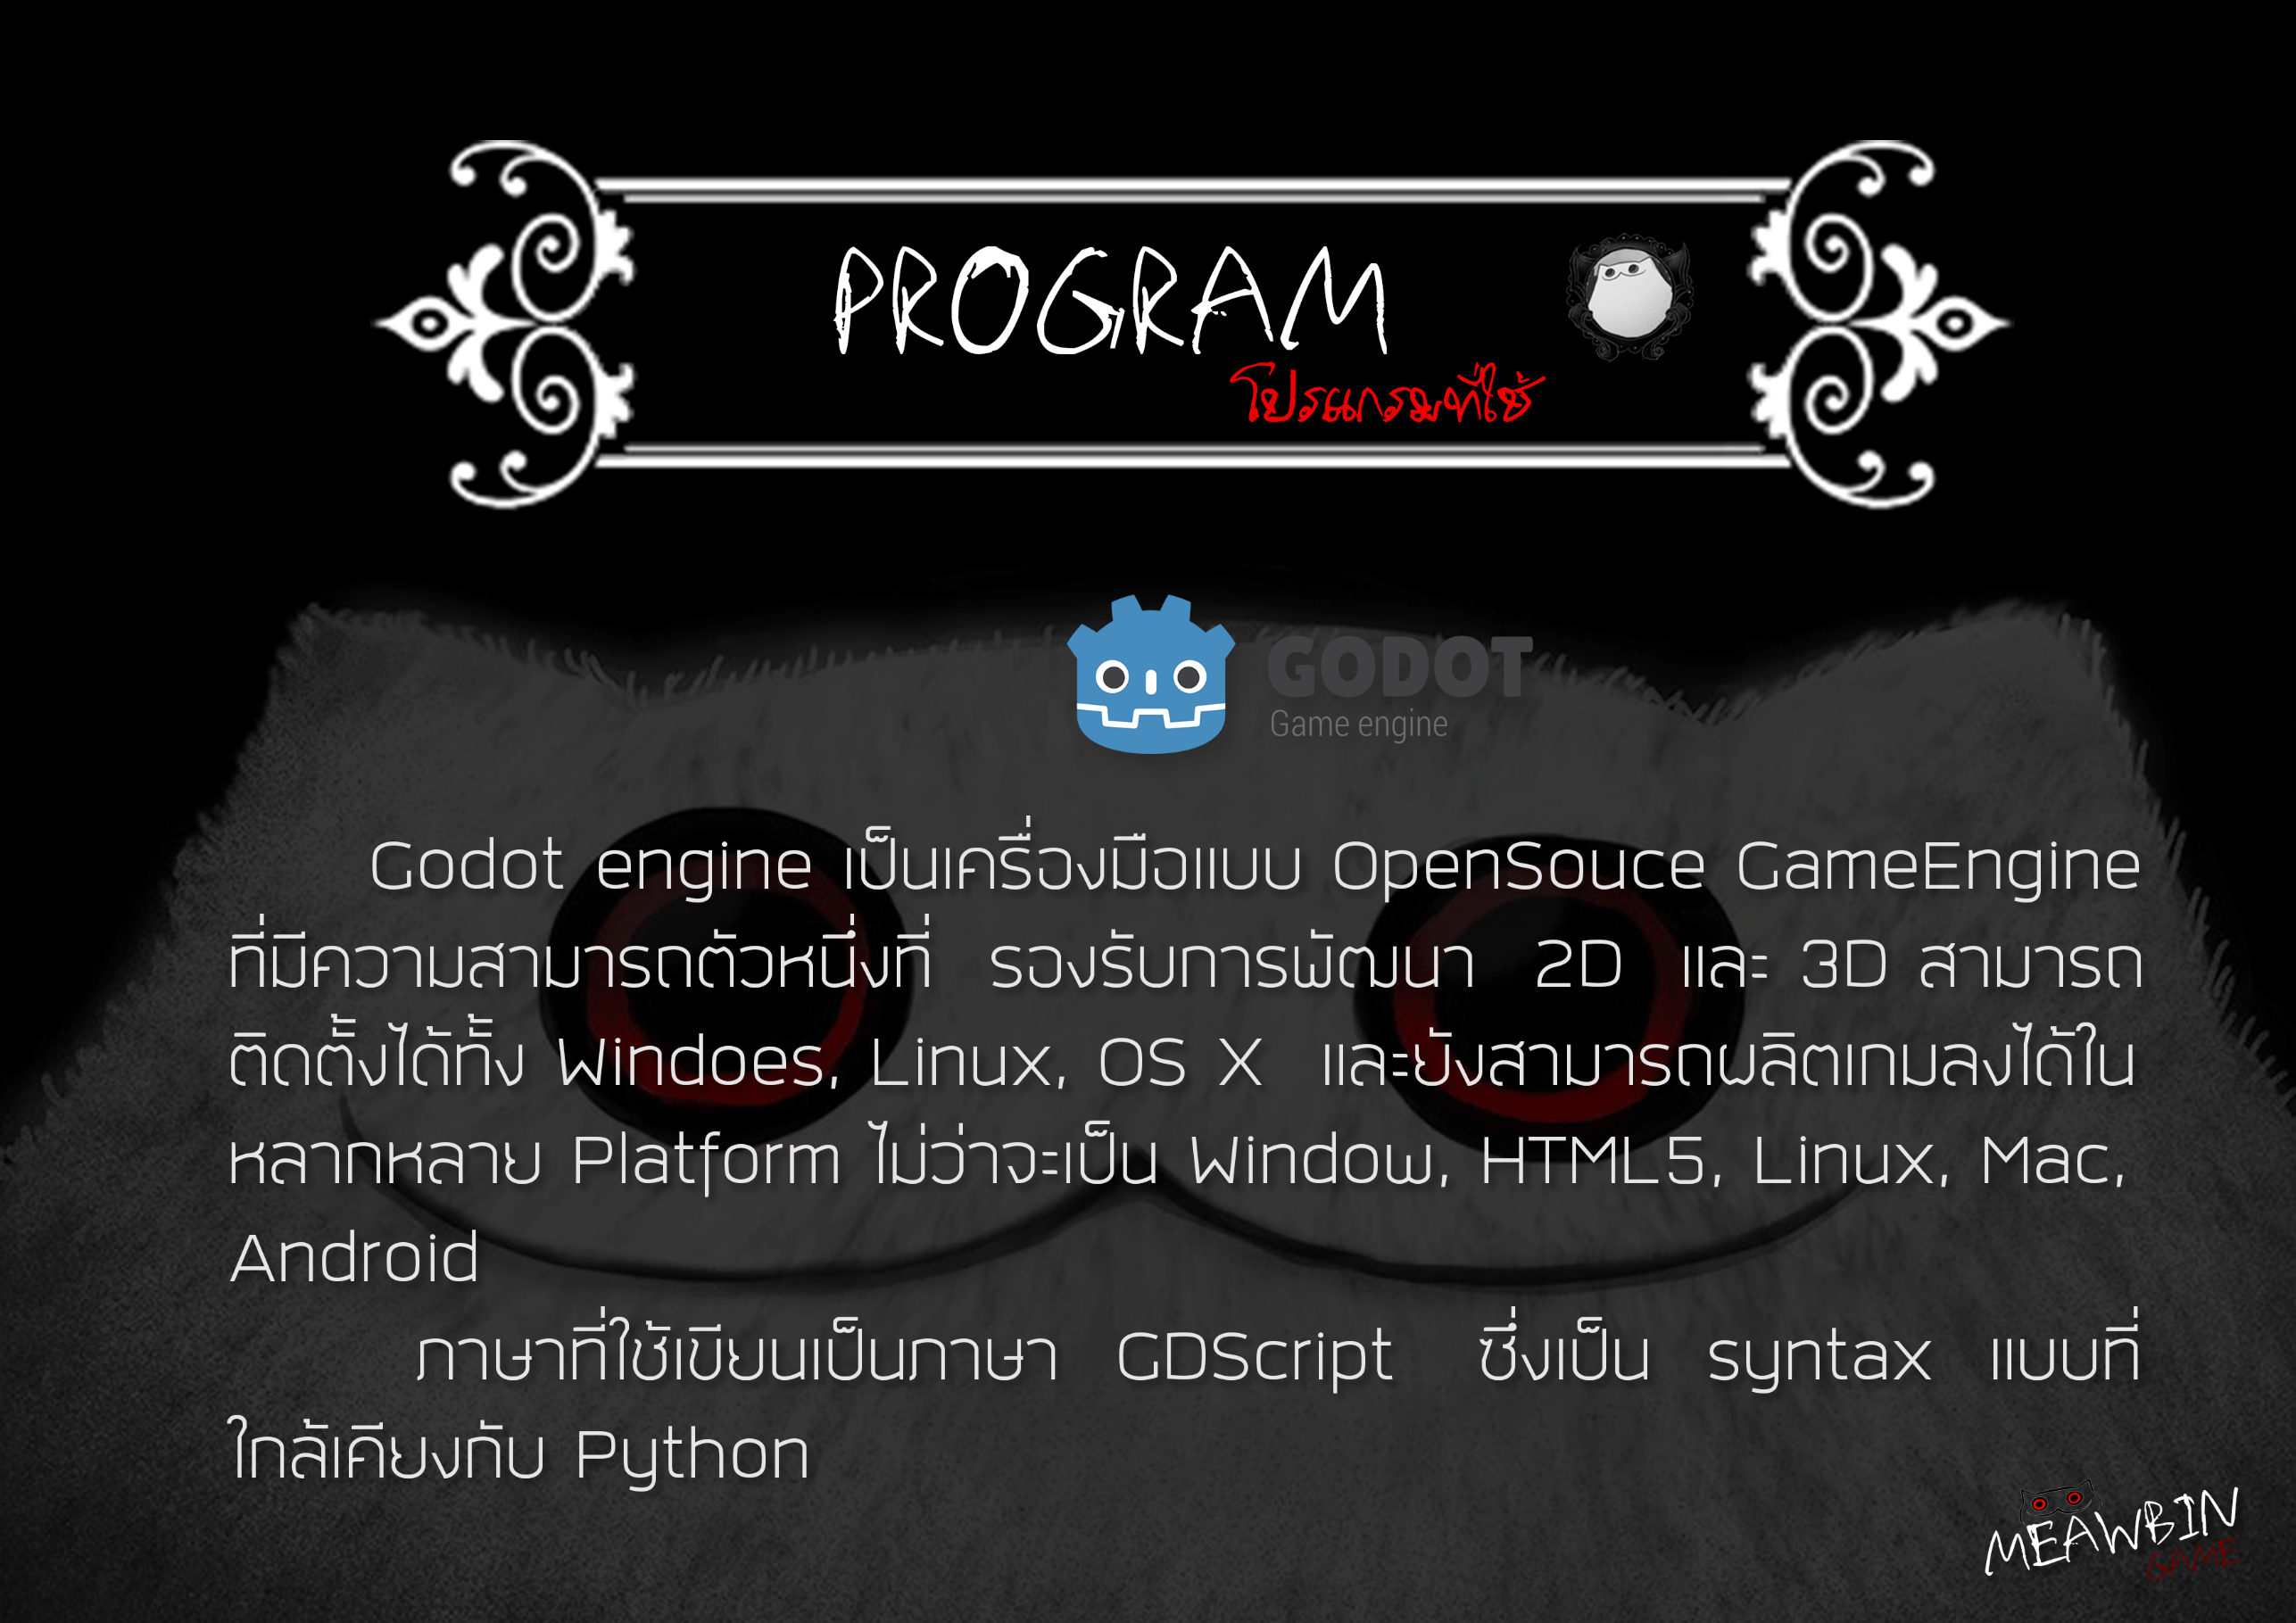 PROGRAM
โปรแกรมที่ใช้
GODOT
Game engine
Godot engine เป็นเครื่องมือแบบ OpenSouce GameEngine
ที่มีความสามารถตัวหนึ่งที่ รองรับการพัฒนา 2D และ 3D สามารถ
ติดตั้งได้ทั้ง Windoes, Linux, OS X และยังสามารถผลิตเกมลงได้ใน
หลากหลาย Platform ไม่ว่าจะเป็น Window, HTML5, Linux, Mac,
Android
ภาษาที่ใช้เขียนเป็นภาษา GDScript ซึ่งเป็น syntax แบบที่
ใกล้เคียงกับ Python
MEAWBIN
GAME